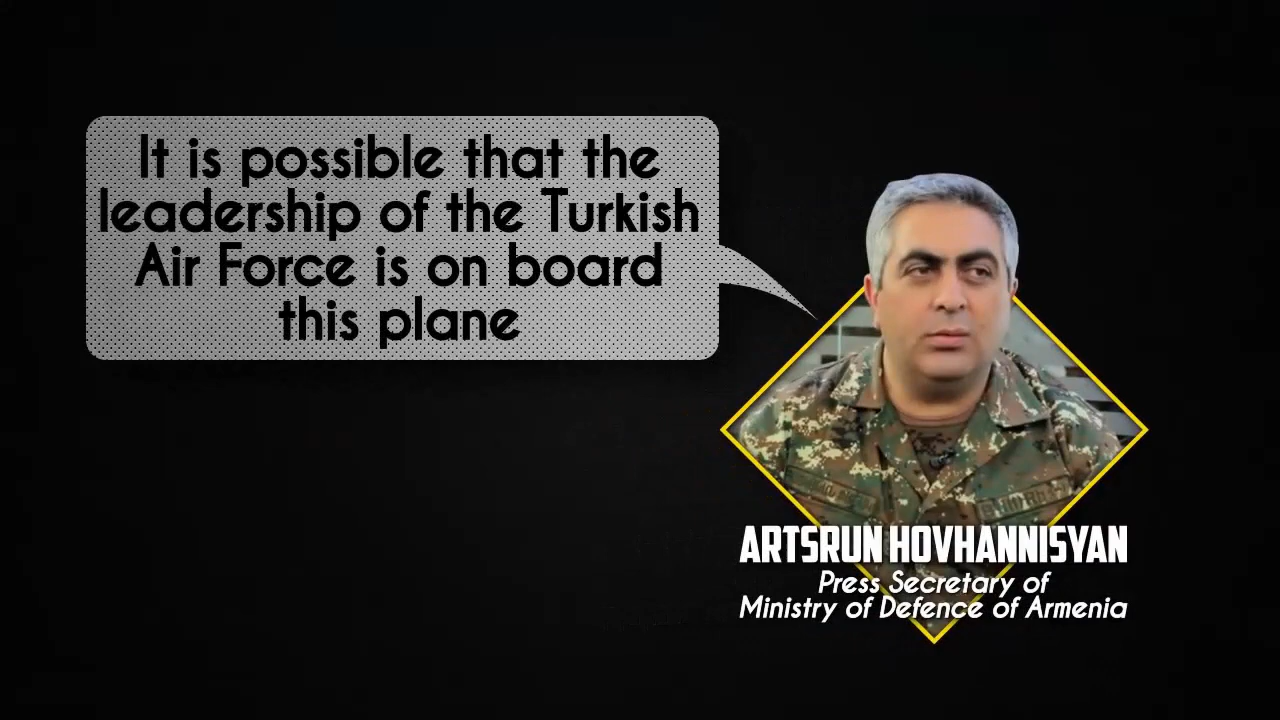 It is possible that the
leadership of the Turkish
Air Force is on board
this plane
ARTSRUN HOVHANNISYAN
Press Secretary of
Ministry of Defence of Armenia